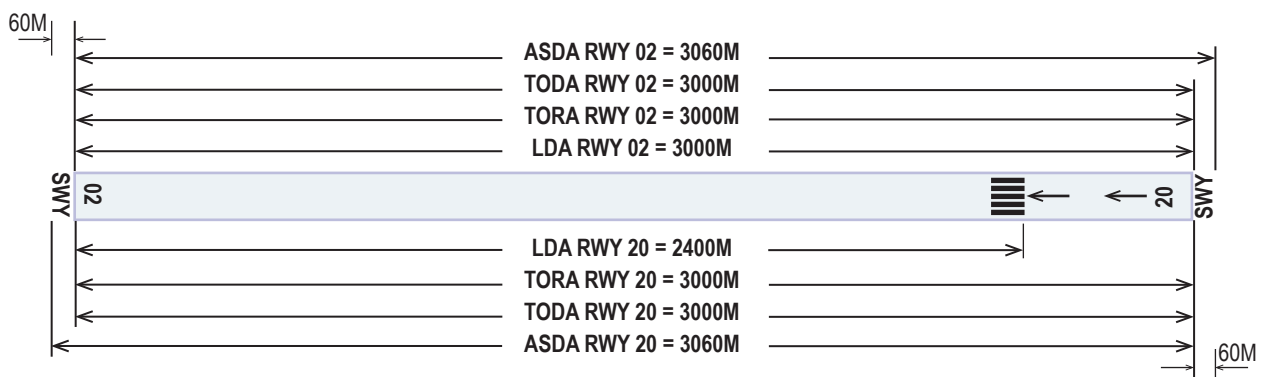 60M
ASDA RWY 02 = 3060M
TODA RWY 02 = 3000M
TORA RWY 02 = 3000M
LDA RWY 02 = 3000M
SWY
02
20
SWY
LDA RWY 20 = 2400M
TORA RWY 20 = 3000M
TODA RWY 20 = 3000M
ASDA RWY 20 = 3060M
60M